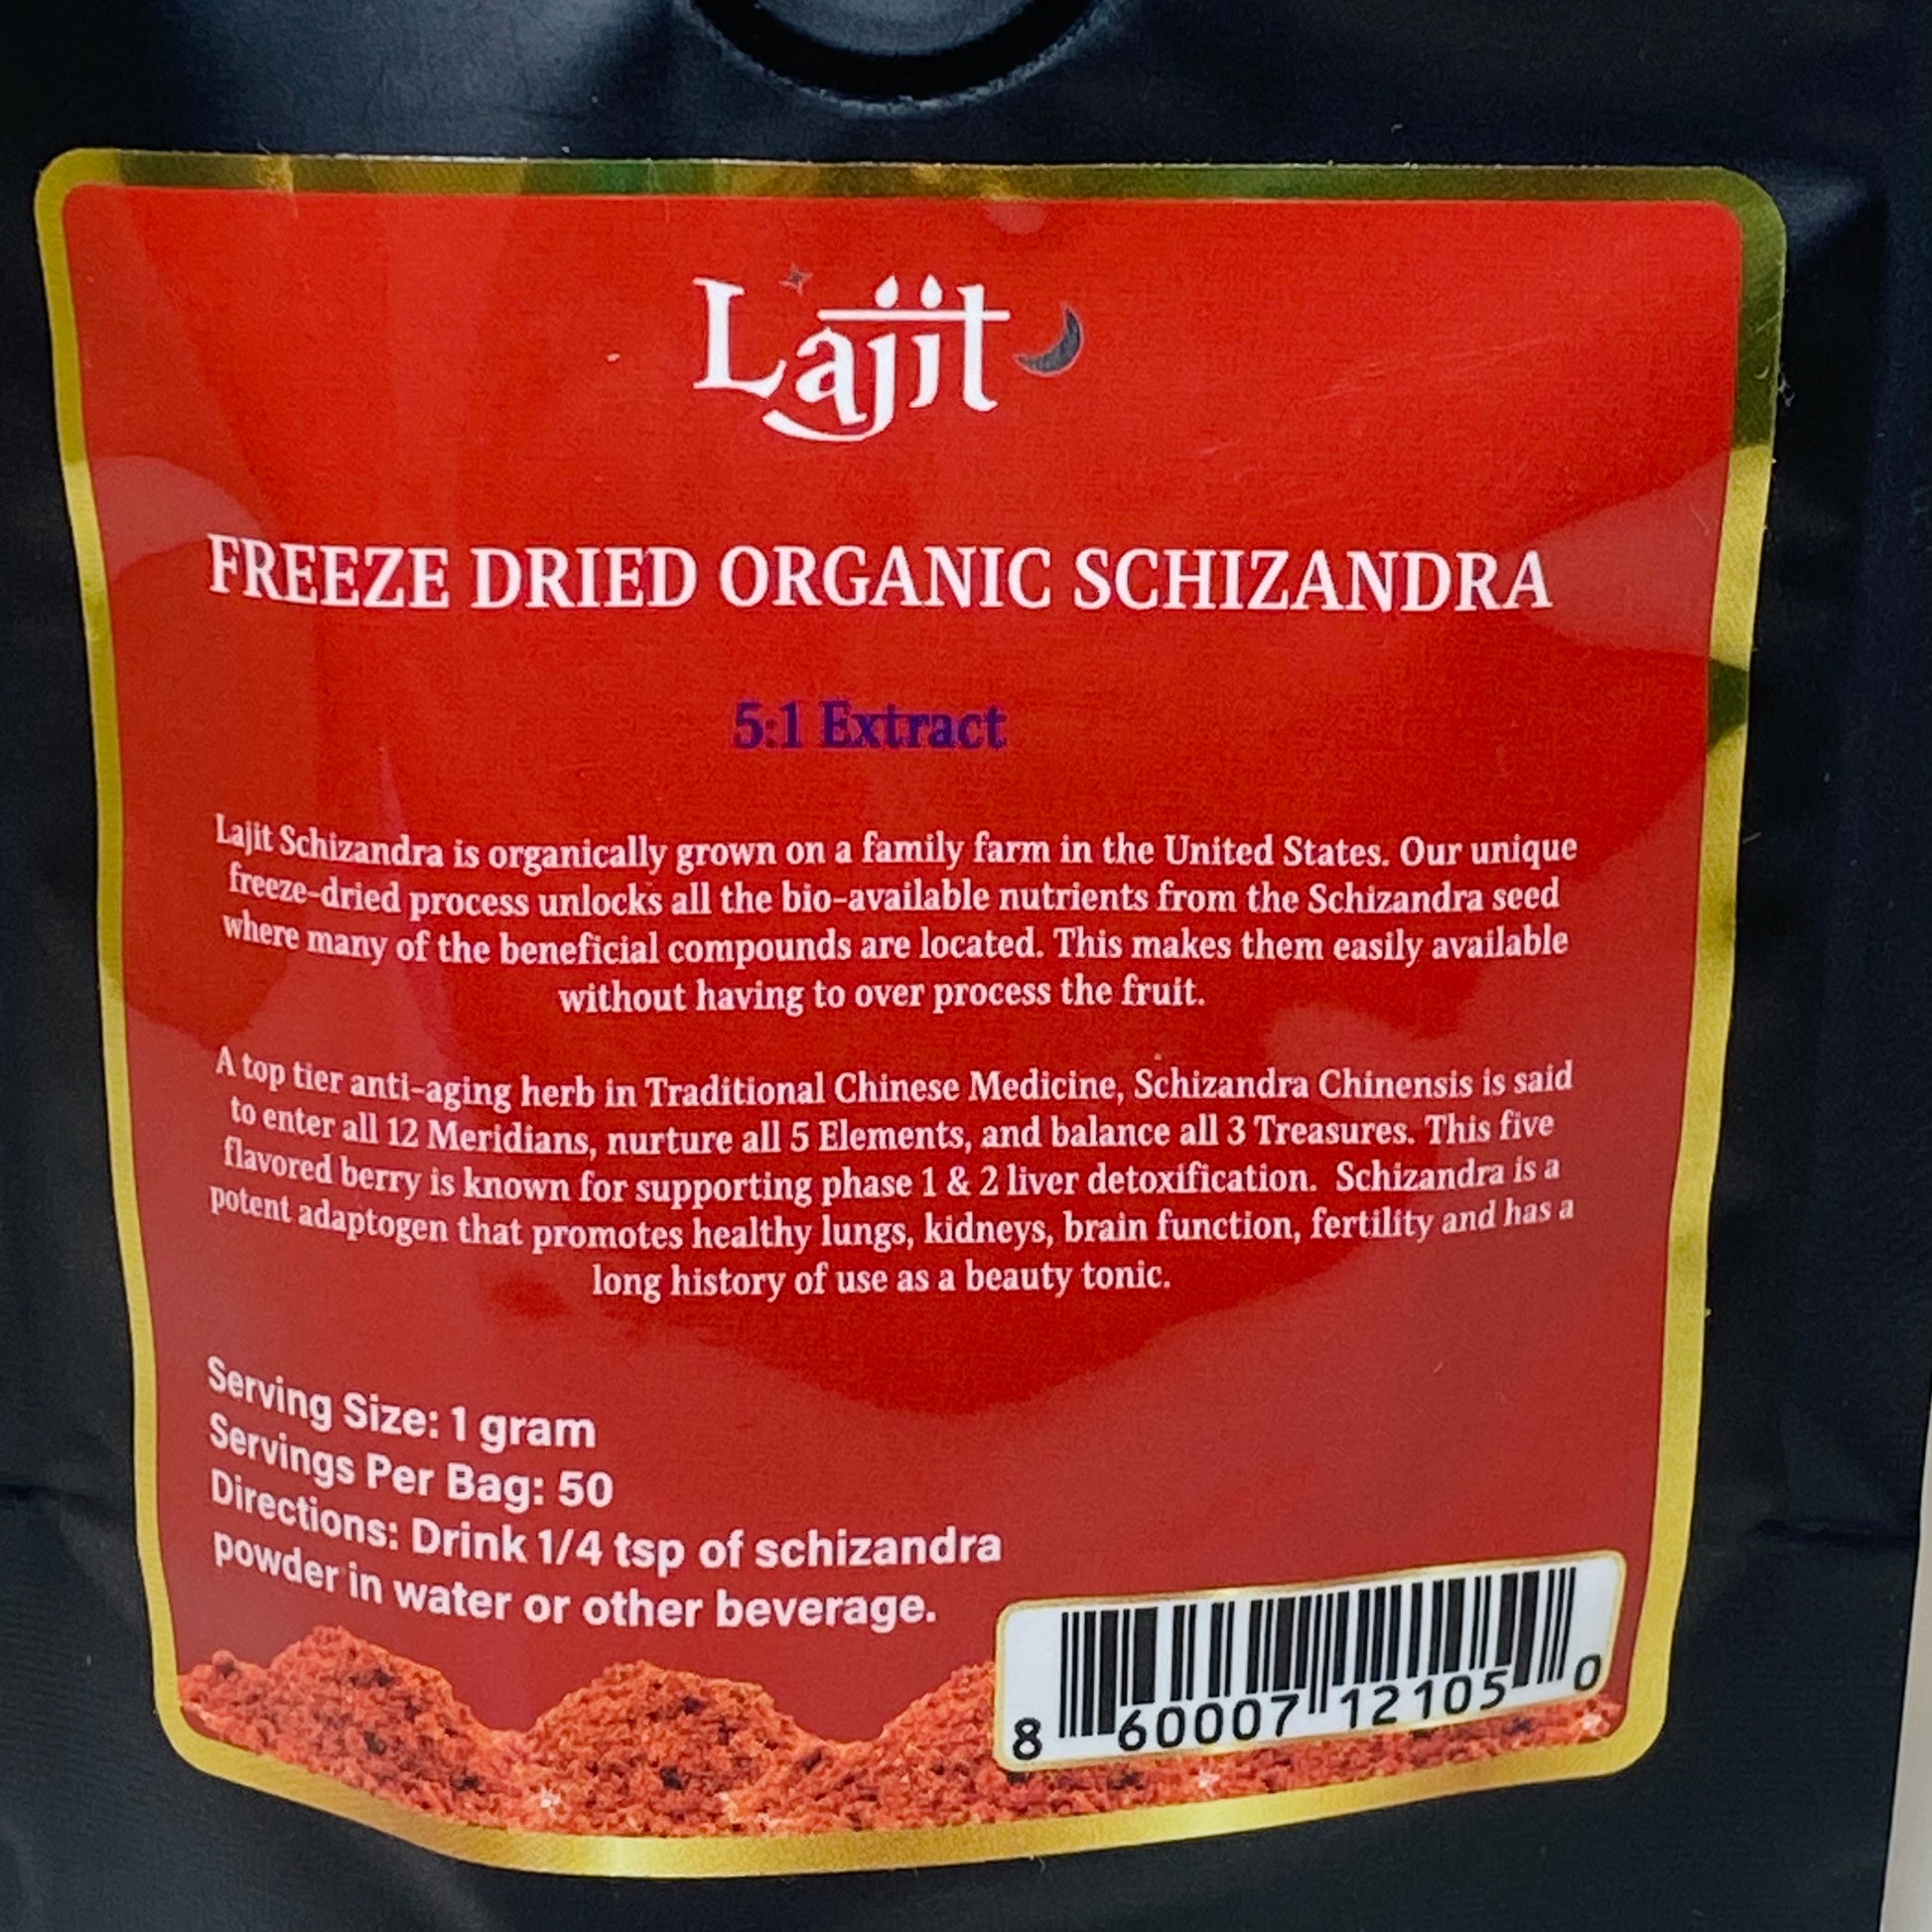 Lajit
FREEZE DRIED ORGANIC SCHIZANDRA
5:1 Extract
Lajit Schizandra is organically grown on a family farm in the United States. Our unique
freeze-dried process unlocks all the bio-available nutrients from the Schizandra seed
where many of the beneficial compounds are located. This makes them easily available
without having to over process the fruit.
A top tier anti-aging herb in Traditional Chinese Medicine, Schizandra Chinensis is said
to enter all 12 Meridians, nurture all 5 Elements, and balance all 3 Treasures. This five
flavored berry is known for supporting phase 1 & 2 liver detoxification. Schizandra is a
potent adaptogen that promotes healthy lungs, kidneys, brain function, fertility and has a
long history of use as a beauty tonic.
Serving Size: 1 gram
Servings Per Bag: 50
Directions: Drink 1/4 tsp of schizandra
powder in water or other beverage.
8 60007 12105 0